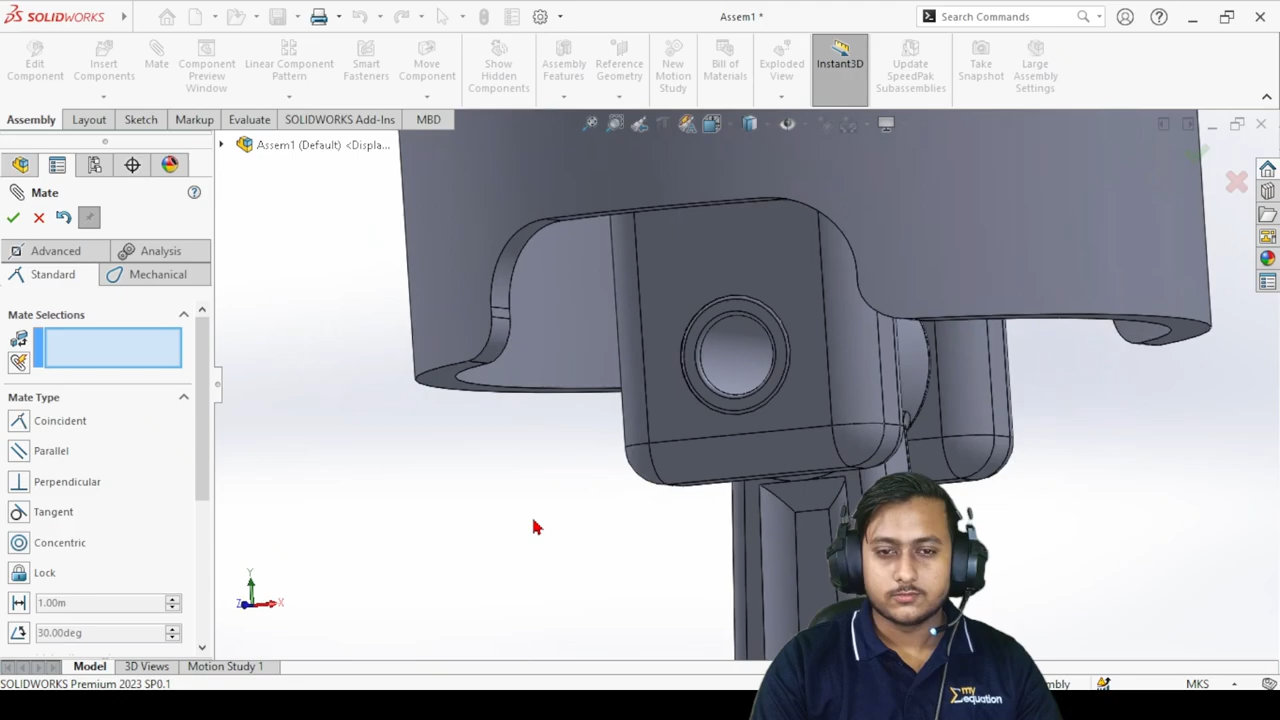 SOLIDWORKS
Assem1 *
Search Commands
Edit Component
Insert Components
Mate
Component Preview Window
Linear Component Pattern
Smart Fasteners
Move Component
Show Hidden Components
Assembly Features
Reference Geometry
New Motion Study
Bill of Materials
Exploded View
Instant3D
Update SpeedPak Subassemblies
Take Snapshot
Large Assembly Settings
Assembly
Layout
Sketch
Markup
Evaluate
SOLIDWORKS Add-Ins
MBD
Assem1 (Default) <Displa...
Mate
Advanced
Analysis
Standard
Mechanical
Mate Selections
Mate Type
Coincident
Parallel
Perpendicular
Tangent
Concentric
Lock
1.00m
30.00deg
Y
Z
X
Model
3D Views
Motion Study 1
SOLIDWORKS Premium 2023 SP0.1
MKS
my equation